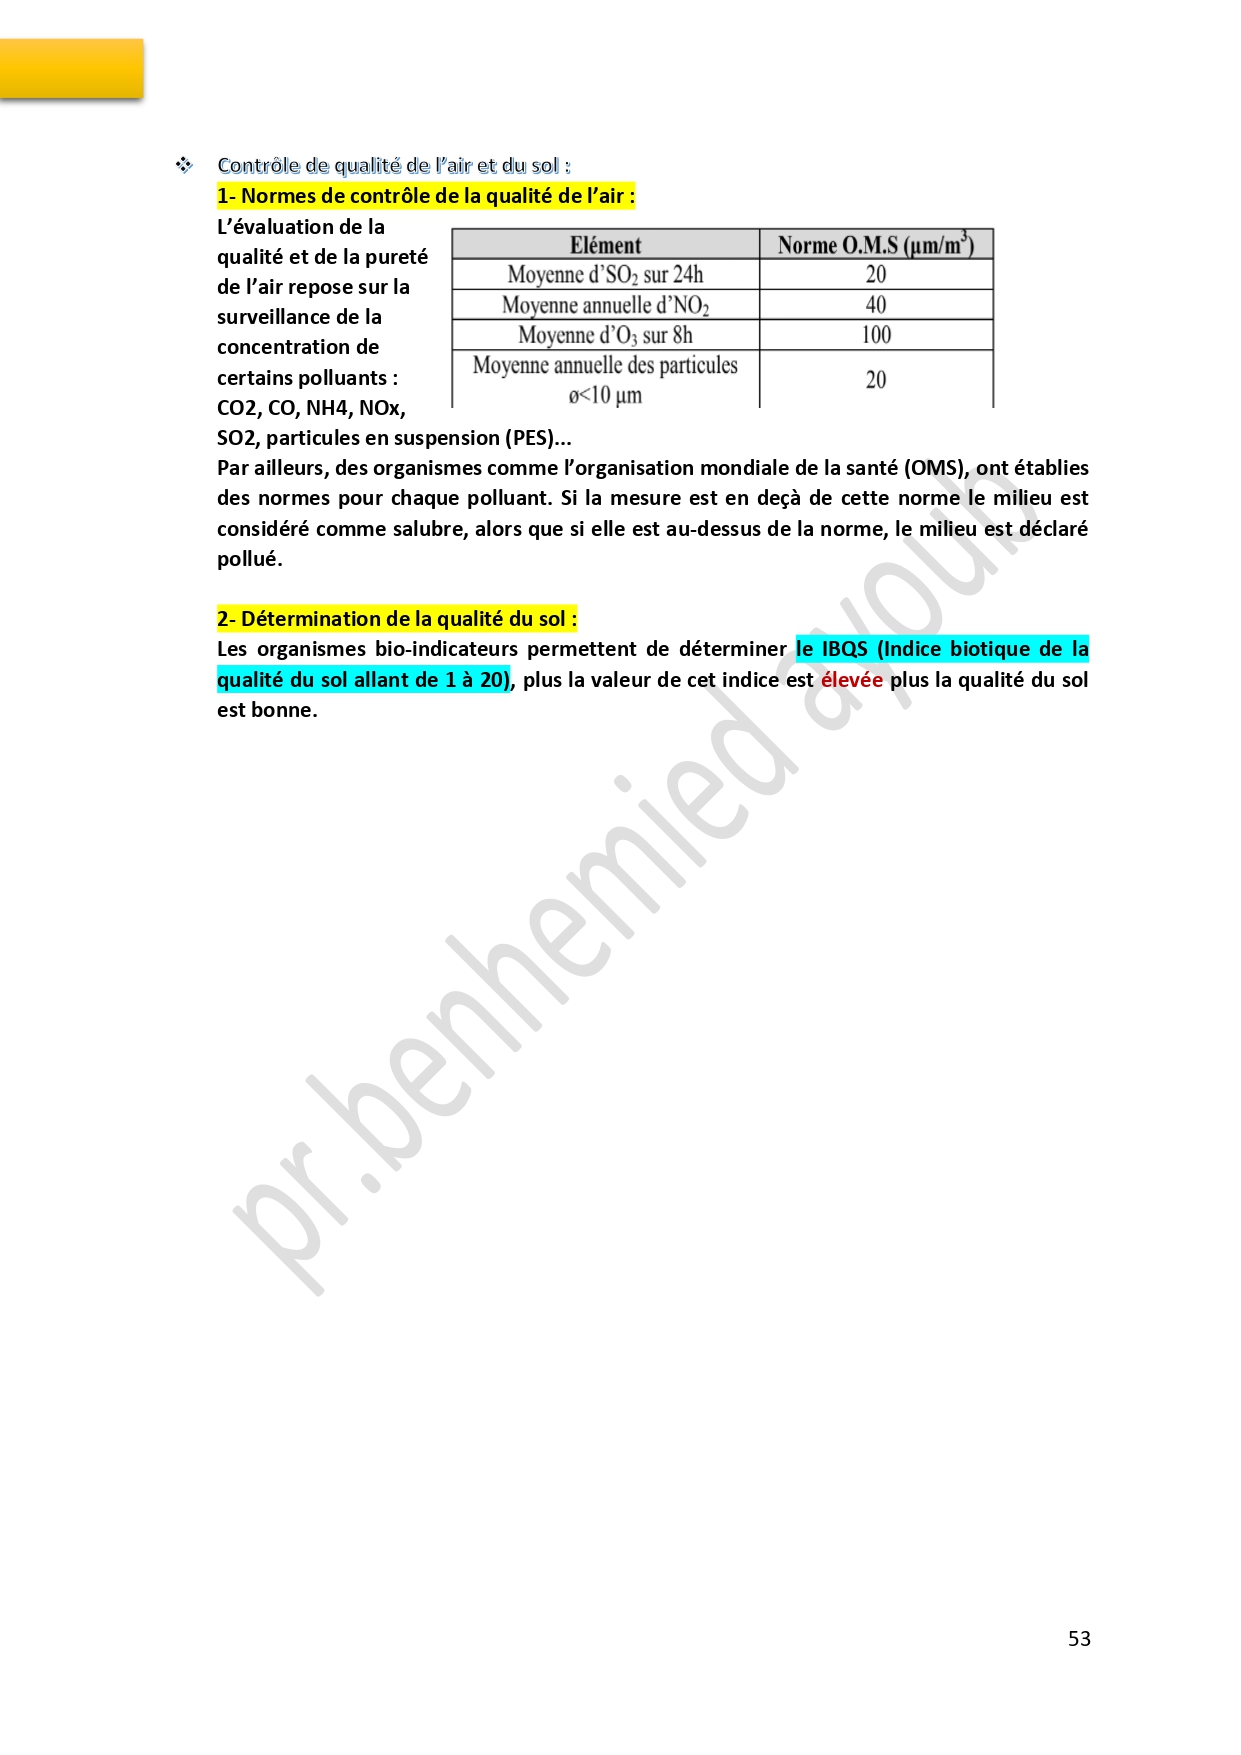 ❖ Contrôle de qualité de l’air et du sol :
1- Normes de contrôle de la qualité de l’air :
L’évaluation de la
qualité et de la pureté
de l’air repose sur la
surveillance de la
concentration de
certains polluants :
CO2, CO, NH4, NOx,
SO2, particules en suspension (PES)...
Elément Norme O.M.S (µm/m³)
Moyenne d’SO₂ sur 24h 20
Moyenne annuelle d’NO₂ 40
Moyenne d’O₃ sur 8h 100
Moyenne annuelle des particules
ø<10 µm 20
Par ailleurs, des organismes comme l’organisation mondiale de la santé (OMS), ont établies
des normes pour chaque polluant. Si la mesure est en deçà de cette norme le milieu est
considéré comme salubre, alors que si elle est au-dessus de la norme, le milieu est déclaré
pollué.
2- Détermination de la qualité du sol :
Les organismes bio-indicateurs permettent de déterminer le IBQS (Indice biotique de la
qualité du sol allant de 1 à 20), plus la valeur de cet indice est élevée plus la qualité du sol
est bonne.
pr.benhemied ayoub
53